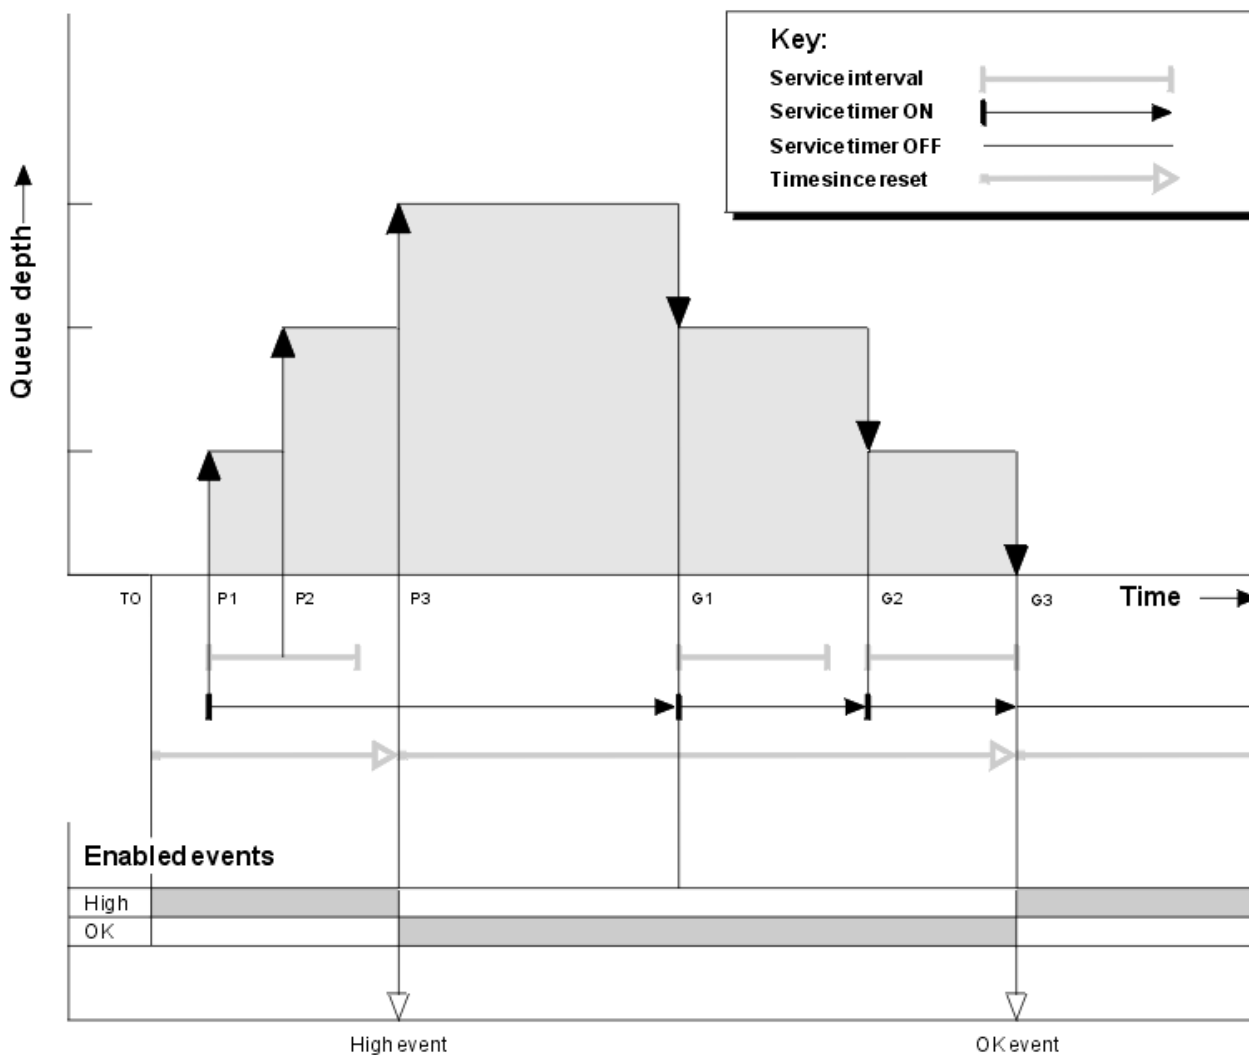 Key:
Service interval
Service timer ON
Service timer OFF
Time since reset
Queue depth
T0 P1 P2 P3 G1 G2 G3 Time
Enabled events
High
OK
High event OK event